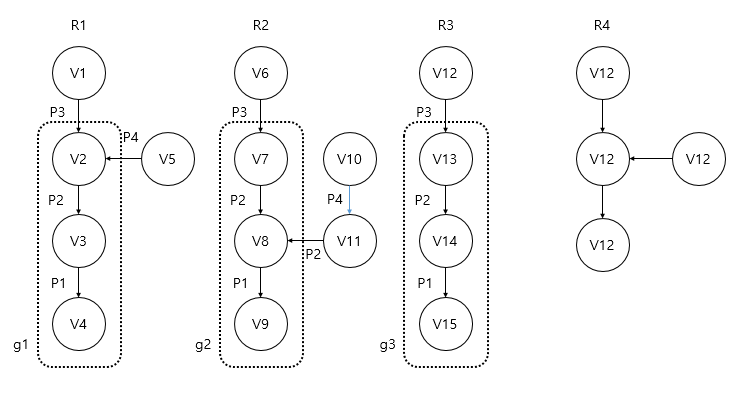 R1 R2 R3 R4
V1 V6 V12 V12
P3 P3 P3
P4
V2 V5 V7 V10 V13 V12 V12
P2 P2 P4 P2
V3 V8 V11 V14 V12
P2
P1 P1 P1
V4 V9 V15
g1 g2 g3